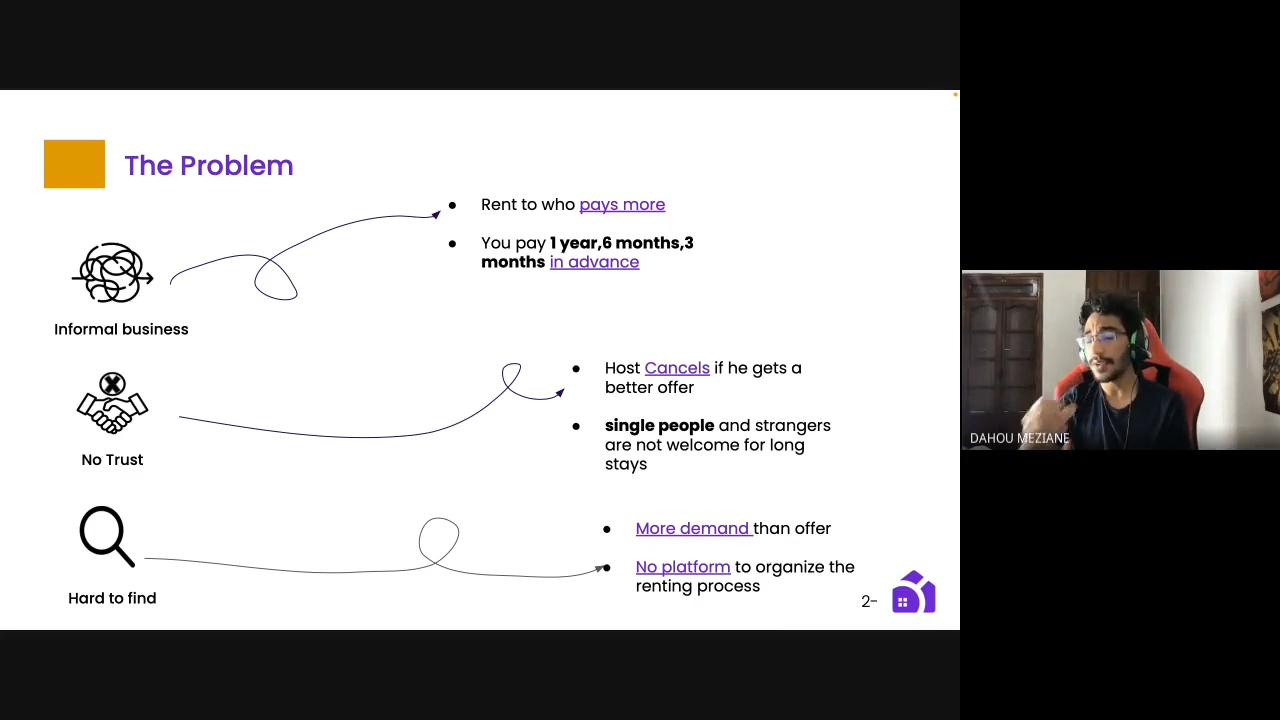 The Problem
● Rent to who pays more
● You pay 1 year,6 months,3
months in advance
Informal business
● Host Cancels if he gets a
better offer
● single people and strangers
are not welcome for long
stays
No Trust
● More demand than offer
● No platform to organize the
renting process
Hard to find
2-
DAHOU MEZIANE